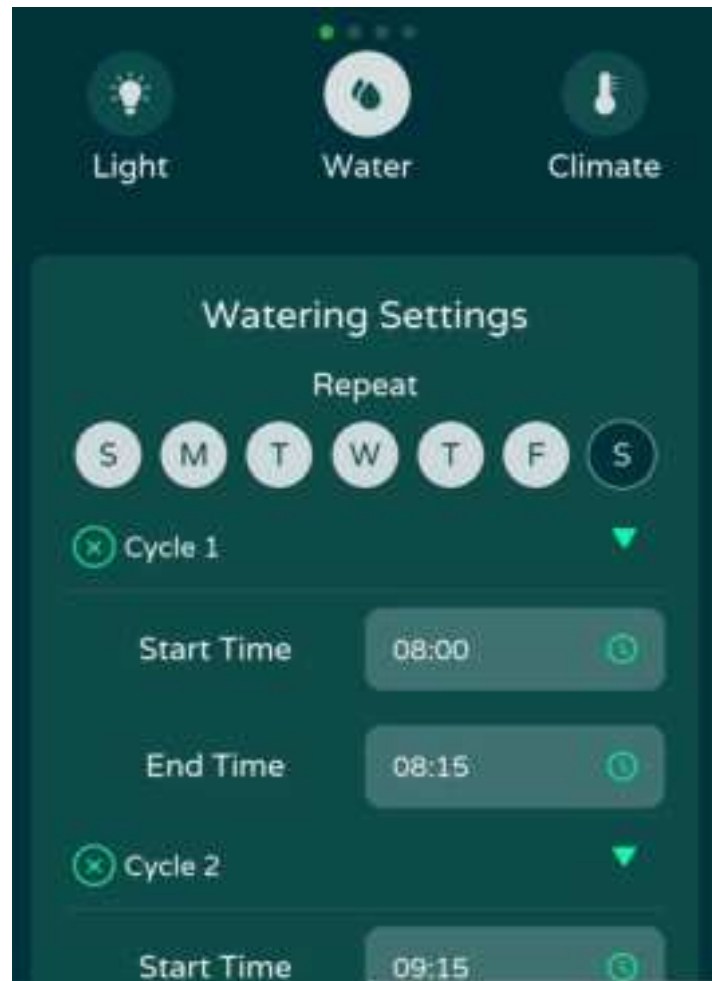 Light Water Climate
Watering Settings
Repeat
S M T W T F S
Cycle 1
Start Time 08:00
End Time 08:15
Cycle 2
Start Time 09:15